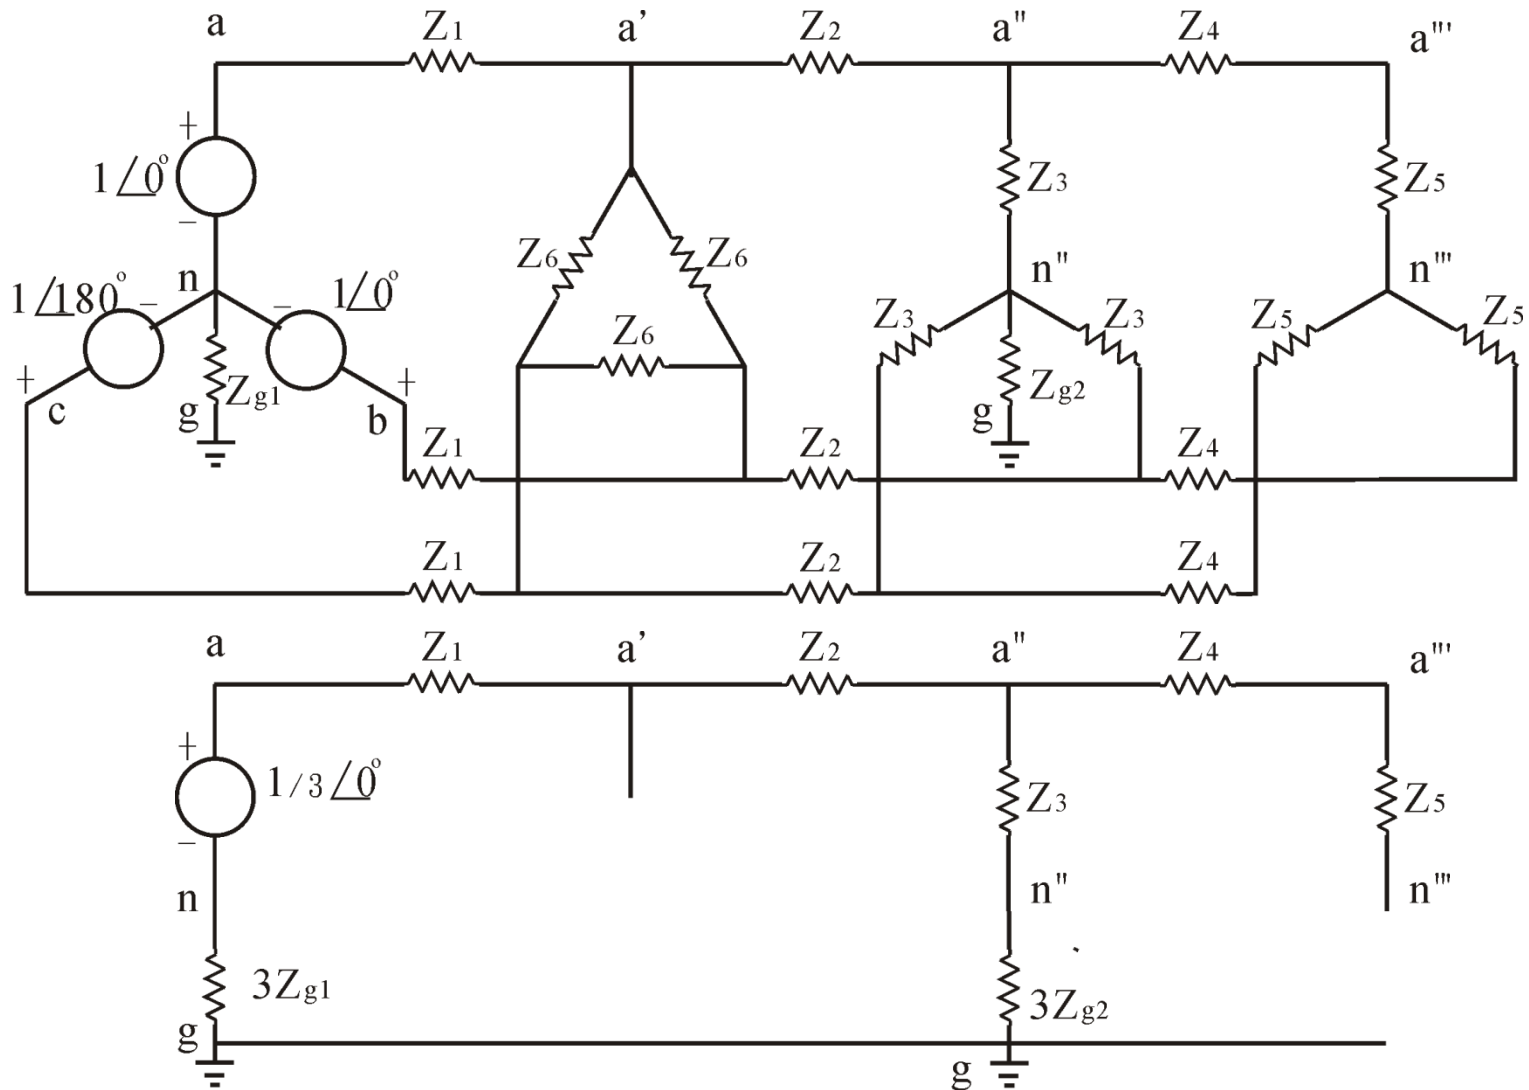 a Z1 a' Z2 a" Z4 a"'
+
1∠0° Z3 Z5
−
Z6 Z6
n n" n"'
1∠180° − − 1∠0°
Z6 Z3 Z3 Z5 Z5
+ Zg1 + Zg2
c g b g
Z1 Z2 Z4
Z1 Z2 Z4
a Z1 a' Z2 a" Z4 a"'
+
1/3∠0° Z3 Z5
−
n n" n"'
3Zg1 3Zg2
g
g